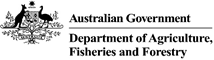 Australian Government
Department of Agriculture,
Fisheries and Forestry